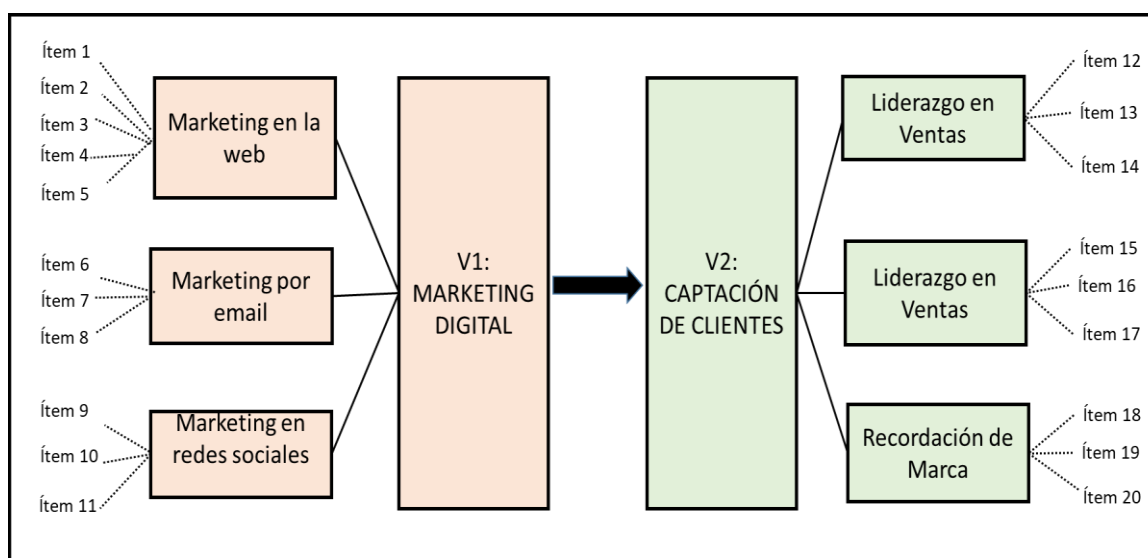 Ítem 1
Ítem 2
Ítem 3
Ítem 4
Ítem 5
Marketing en la
web
Ítem 6
Ítem 7
Ítem 8
Marketing por
email
Ítem 9
Ítem 10
Ítem 11
Marketing en
redes sociales
V1:
MARKETING
DIGITAL
V2:
CAPTACIÓN
DE CLIENTES
Liderazgo en
Ventas
Ítem 12
Ítem 13
Ítem 14
Liderazgo en
Ventas
Ítem 15
Ítem 16
Ítem 17
Recordación de
Marca
Ítem 18
Ítem 19
Ítem 20